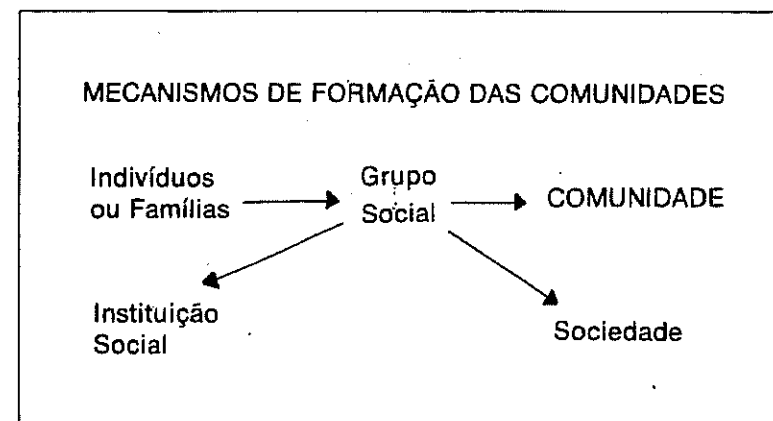 MECANISMOS DE FORMAÇÃO DAS COMUNIDADES
Indivíduos
ou Famílias
Grupo
Social
COMUNIDADE
Instituição
Social
Sociedade